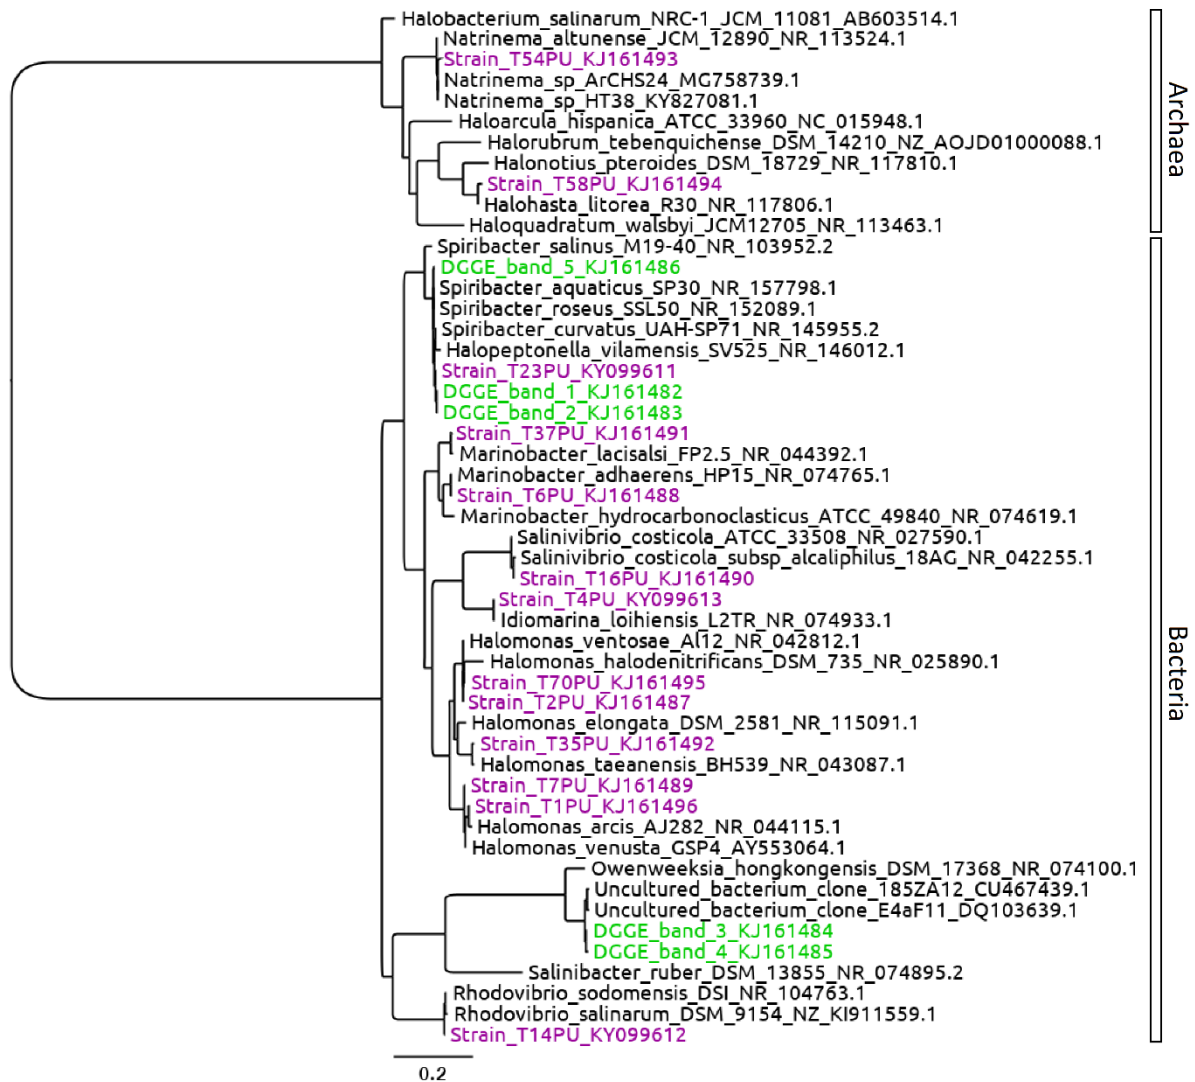 Halobacterium_salinarum_NRC-1_JCM_11081_AB603514.1
Natrinema_altunense_JCM_12890_NR_113524.1
Strain_T54PU_KJ161493
Natrinema_sp_ArCHS24_MG758739.1
Natrinema_sp_HT38_KY827081.1
Haloarcula_hispanica_ATCC_33960_NC_015948.1
Halorubrum_tebenquichense_DSM_14210_NZ_AOJD01000088.1
Halonotius_pteroides_DSM_18729_NR_117810.1
Strain_T58PU_KJ161494
Halohasta_litorea_R30_NR_117806.1
Haloquadratum_walsbyi_JCM12705_NR_113463.1
Archaea
Spiribacter_salinus_M19-40_NR_103952.2
DGGE_band_5_KJ161486
Spiribacter_aquaticus_SP30_NR_157798.1
Spiribacter_roseus_SSL50_NR_152089.1
Spiribacter_curvatus_UAH-SP71_NR_145955.2
Halopeptonella_vilamensis_SV525_NR_146012.1
Strain_T23PU_KY099611
DGGE_band_1_KJ161482
DGGE_band_2_KJ161483
Strain_T37PU_KJ161491
Marinobacter_lacisalsi_FP2.5_NR_044392.1
Marinobacter_adhaerens_HP15_NR_074765.1
Strain_T6PU_KJ161488
Marinobacter_hydrocarbonoclasticus_ATCC_49840_NR_074619.1
Salinivibrio_costicola_ATCC_33508_NR_027590.1
Salinivibrio_costicola_subsp_alcaliphilus_18AG_NR_042255.1
Strain_T16PU_KJ161490
Strain_T4PU_KY099613
Idiomarina_loihiensis_L2TR_NR_074933.1
Halomonas_ventosae_Al12_NR_042812.1
Halomonas_halodenitrificans_DSM_735_NR_025890.1
Strain_T70PU_KJ161495
Strain_T2PU_KJ161487
Halomonas_elongata_DSM_2581_NR_115091.1
Strain_T35PU_KJ161492
Halomonas_taeanensis_BH539_NR_043087.1
Strain_T7PU_KJ161489
Strain_T1PU_KJ161496
Halomonas_arcis_AJ282_NR_044115.1
Halomonas_venusta_GSP4_AY553064.1
Owenweeksia_hongkongensis_DSM_17368_NR_074100.1
Uncultured_bacterium_clone_185ZA12_CU467439.1
Uncultured_bacterium_clone_E4aF11_DQ103639.1
DGGE_band_3_KJ161484
DGGE_band_4_KJ161485
Salinibacter_ruber_DSM_13855_NR_074895.2
Rhodovibrio_sodomensis_DSI_NR_104763.1
Rhodovibrio_salinarum_DSM_9154_NZ_KI911559.1
Strain_T14PU_KY099612
Bacteria
0.2